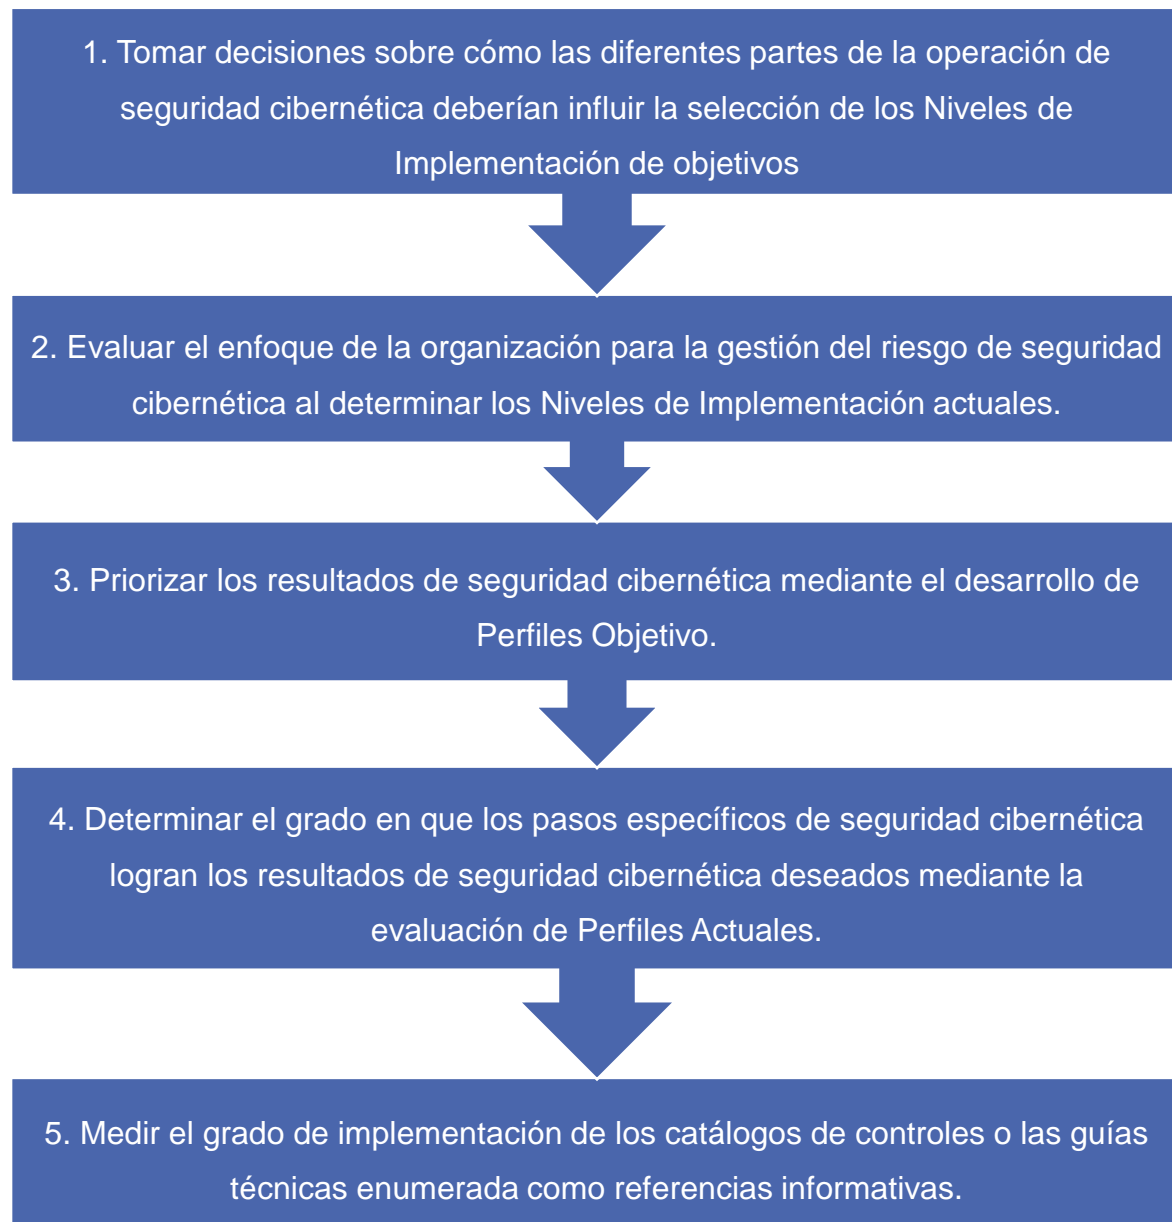 1. Tomar decisiones sobre cómo las diferentes partes de la operación de
seguridad cibernética deberían influir la selección de los Niveles de
Implementación de objetivos
2. Evaluar el enfoque de la organización para la gestión del riesgo de seguridad
cibernética al determinar los Niveles de Implementación actuales.
3. Priorizar los resultados de seguridad cibernética mediante el desarrollo de
Perfiles Objetivo.
4. Determinar el grado en que los pasos específicos de seguridad cibernética
logran los resultados de seguridad cibernética deseados mediante la
evaluación de Perfiles Actuales.
5. Medir el grado de implementación de los catálogos de controles o las guías
técnicas enumerada como referencias informativas.